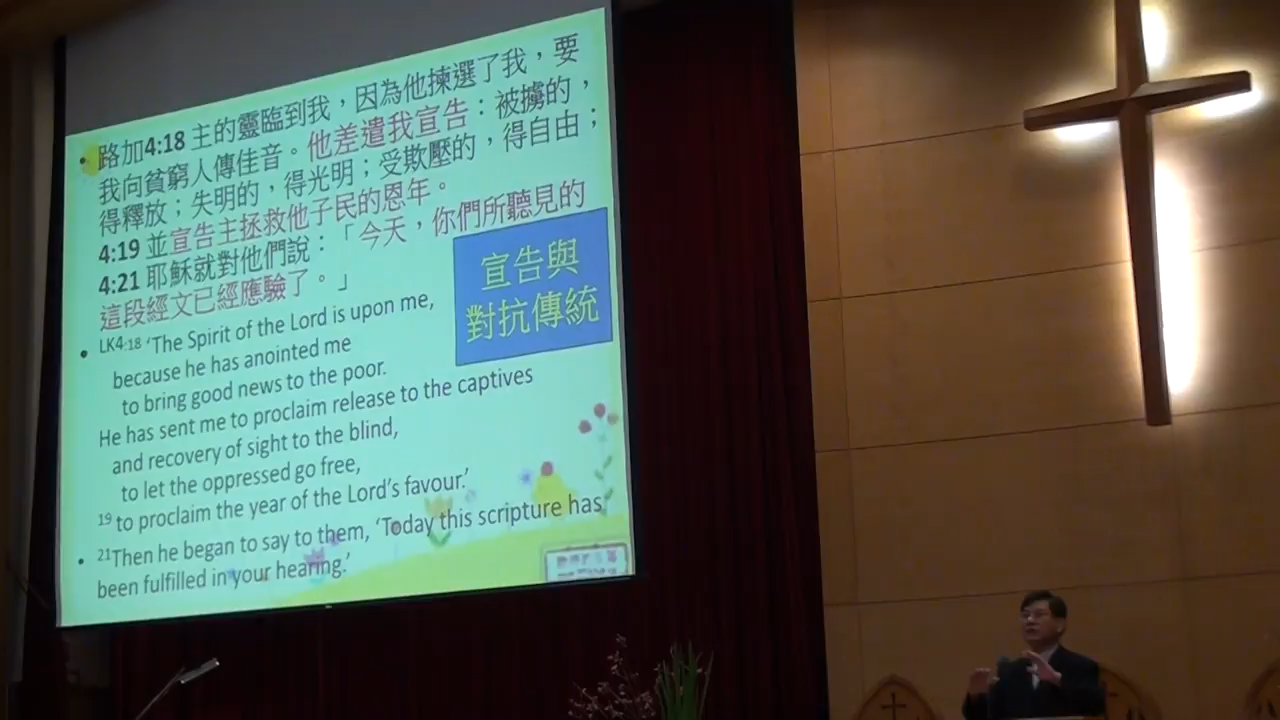 • 路加4:18 主的靈臨到我，因為他揀選了我，要
我向貧窮人傳佳音。他差遣我宣告：被擄的，
得釋放；失明的，得光明；受欺壓的，得自由；
4:19 並宣告主拯救他子民的恩年。
4:21 耶穌就對他們說：「今天，你們所聽見的
這段經文已經應驗了。」
宣告與
對抗傳統
• LK4:18 ‘The Spirit of the Lord is upon me,
because he has anointed me
to bring good news to the poor.
He has sent me to proclaim release to the captives
and recovery of sight to the blind,
to let the oppressed go free,
19 to proclaim the year of the Lord’s favour.’
• 21Then he began to say to them, ‘Today this scripture has
been fulfilled in your hearing.’